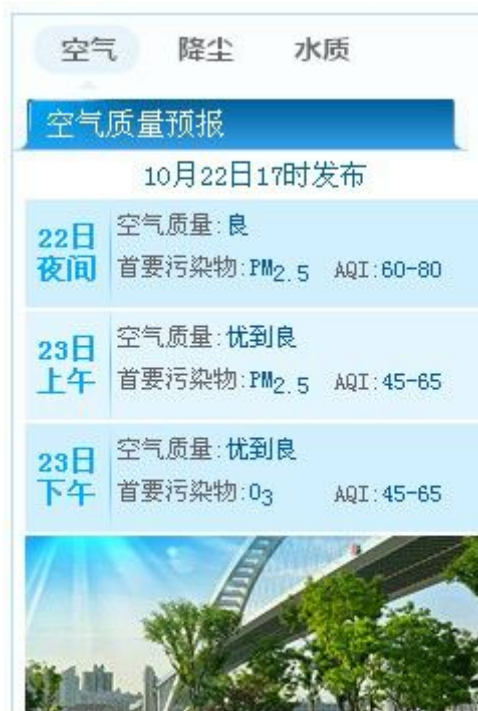 空气 降尘 水质
空气质量预报
10月22日17时发布
22日
夜间
空气质量:良
首要污染物:PM2.5 AQI:60-80
23日
上午
空气质量:优到良
首要污染物:PM2.5 AQI:45-65
23日
下午
空气质量:优到良
首要污染物:O3 AQI:45-65